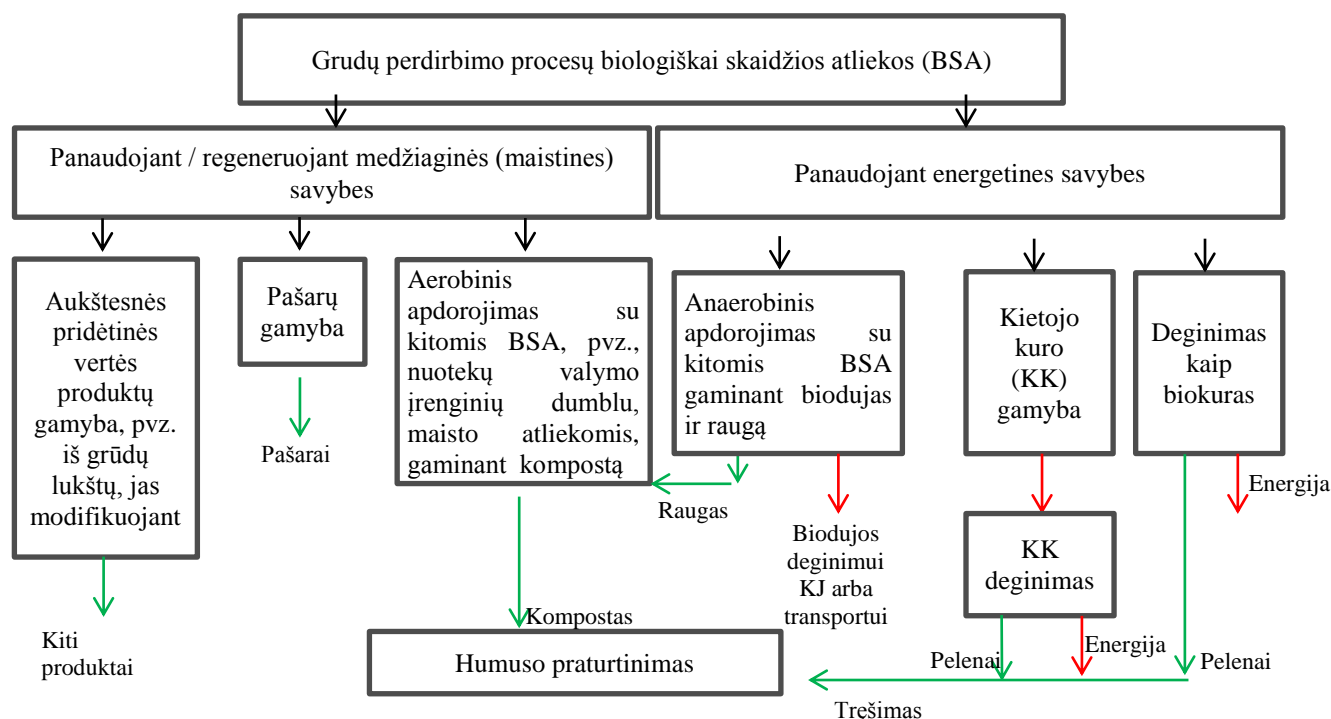 Grudų perdirbimo procesų biologiškai skaidžios atliekos (BSA)
Panaudojant / regeneruojant medžiaginės (maistines)
savybes
Panaudojant energetines savybes
Aukštesnės
pridėtinės
vertės
produktų
gamyba, pvz.
iš grūdų
lukštų, jas
modifikuojant
Pašarų
gamyba
Aerobinis
apdorojimas su
kitomis BSA, pvz.,
nuotekų valymo
įrenginių dumblu,
maisto atliekomis,
gaminant kompostą
Anaerobinis
apdorojimas su
kitomis BSA
gaminant biodujas
ir raugą
Kietojo
kuro
(KK)
gamyba
Deginimas
kaip
biokuras
Pašarai
Raugas
Energija
Biodujos
deginimui
KJ arba
transportui
KK
deginimas
Kiti
produktai
Kompostas
Humuso praturtinimas
Pelenai
Energija
Pelenai
Tręšimas